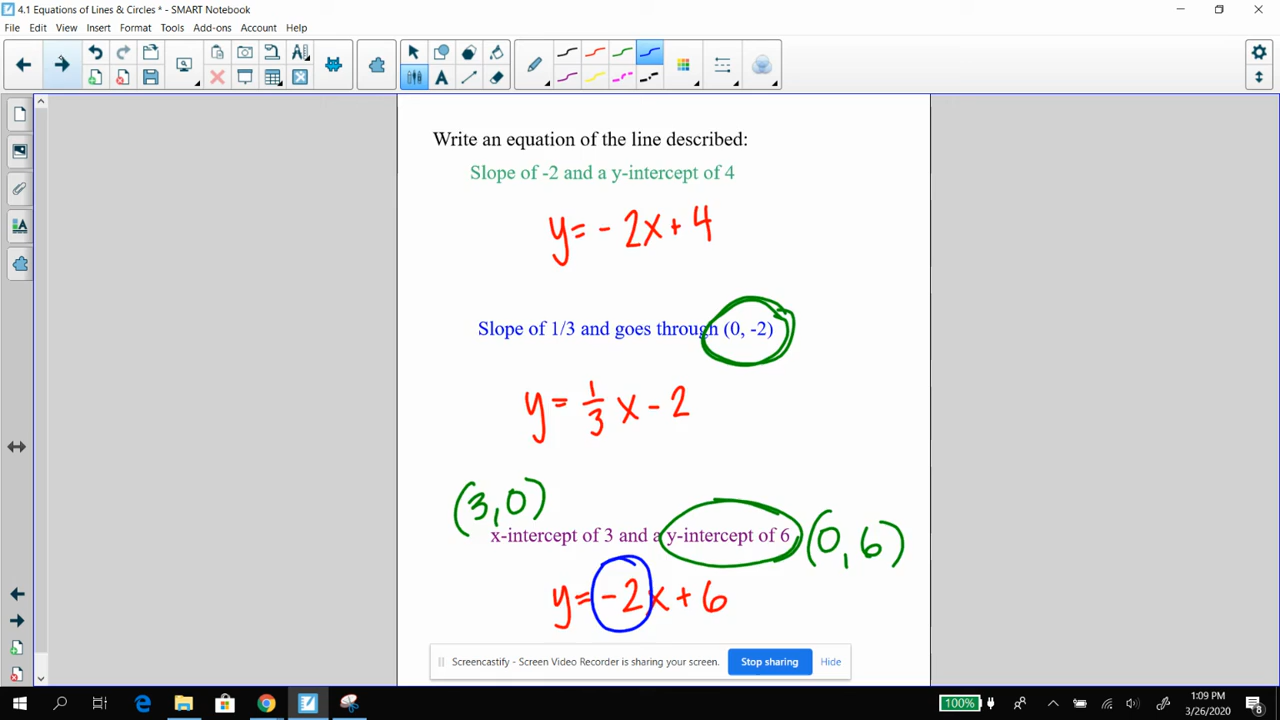 4.1 Equations of Lines & Circles * - SMART Notebook
File Edit View Insert Format Tools Add-ons Account Help
Write an equation of the line described:
Slope of -2 and a y-intercept of 4
y = - 2x + 4
Slope of 1/3 and goes through (0, -2)
y = 1/3 x - 2
(3,0)
x-intercept of 3 and a y-intercept of 6 (0,6)
y = -2x + 6
Screencastify - Screen Video Recorder is sharing your screen. Stop sharing Hide
100% 1:09 PM
3/26/2020 8